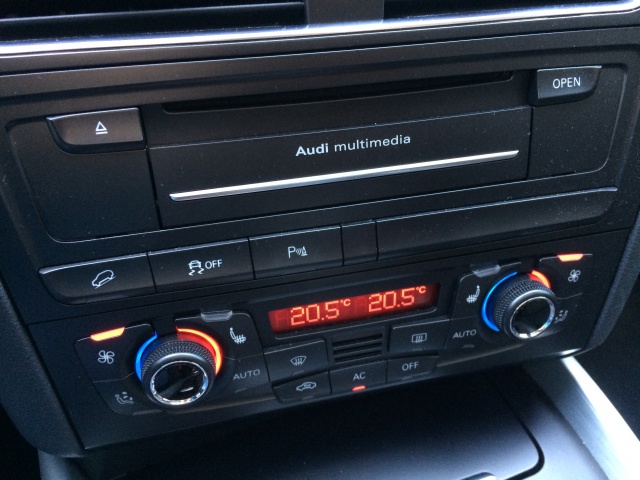 OPEN
Audi multimedia
OFF
P
20.5°C 20.5°C
AUTO
AUTO
AC
OFF